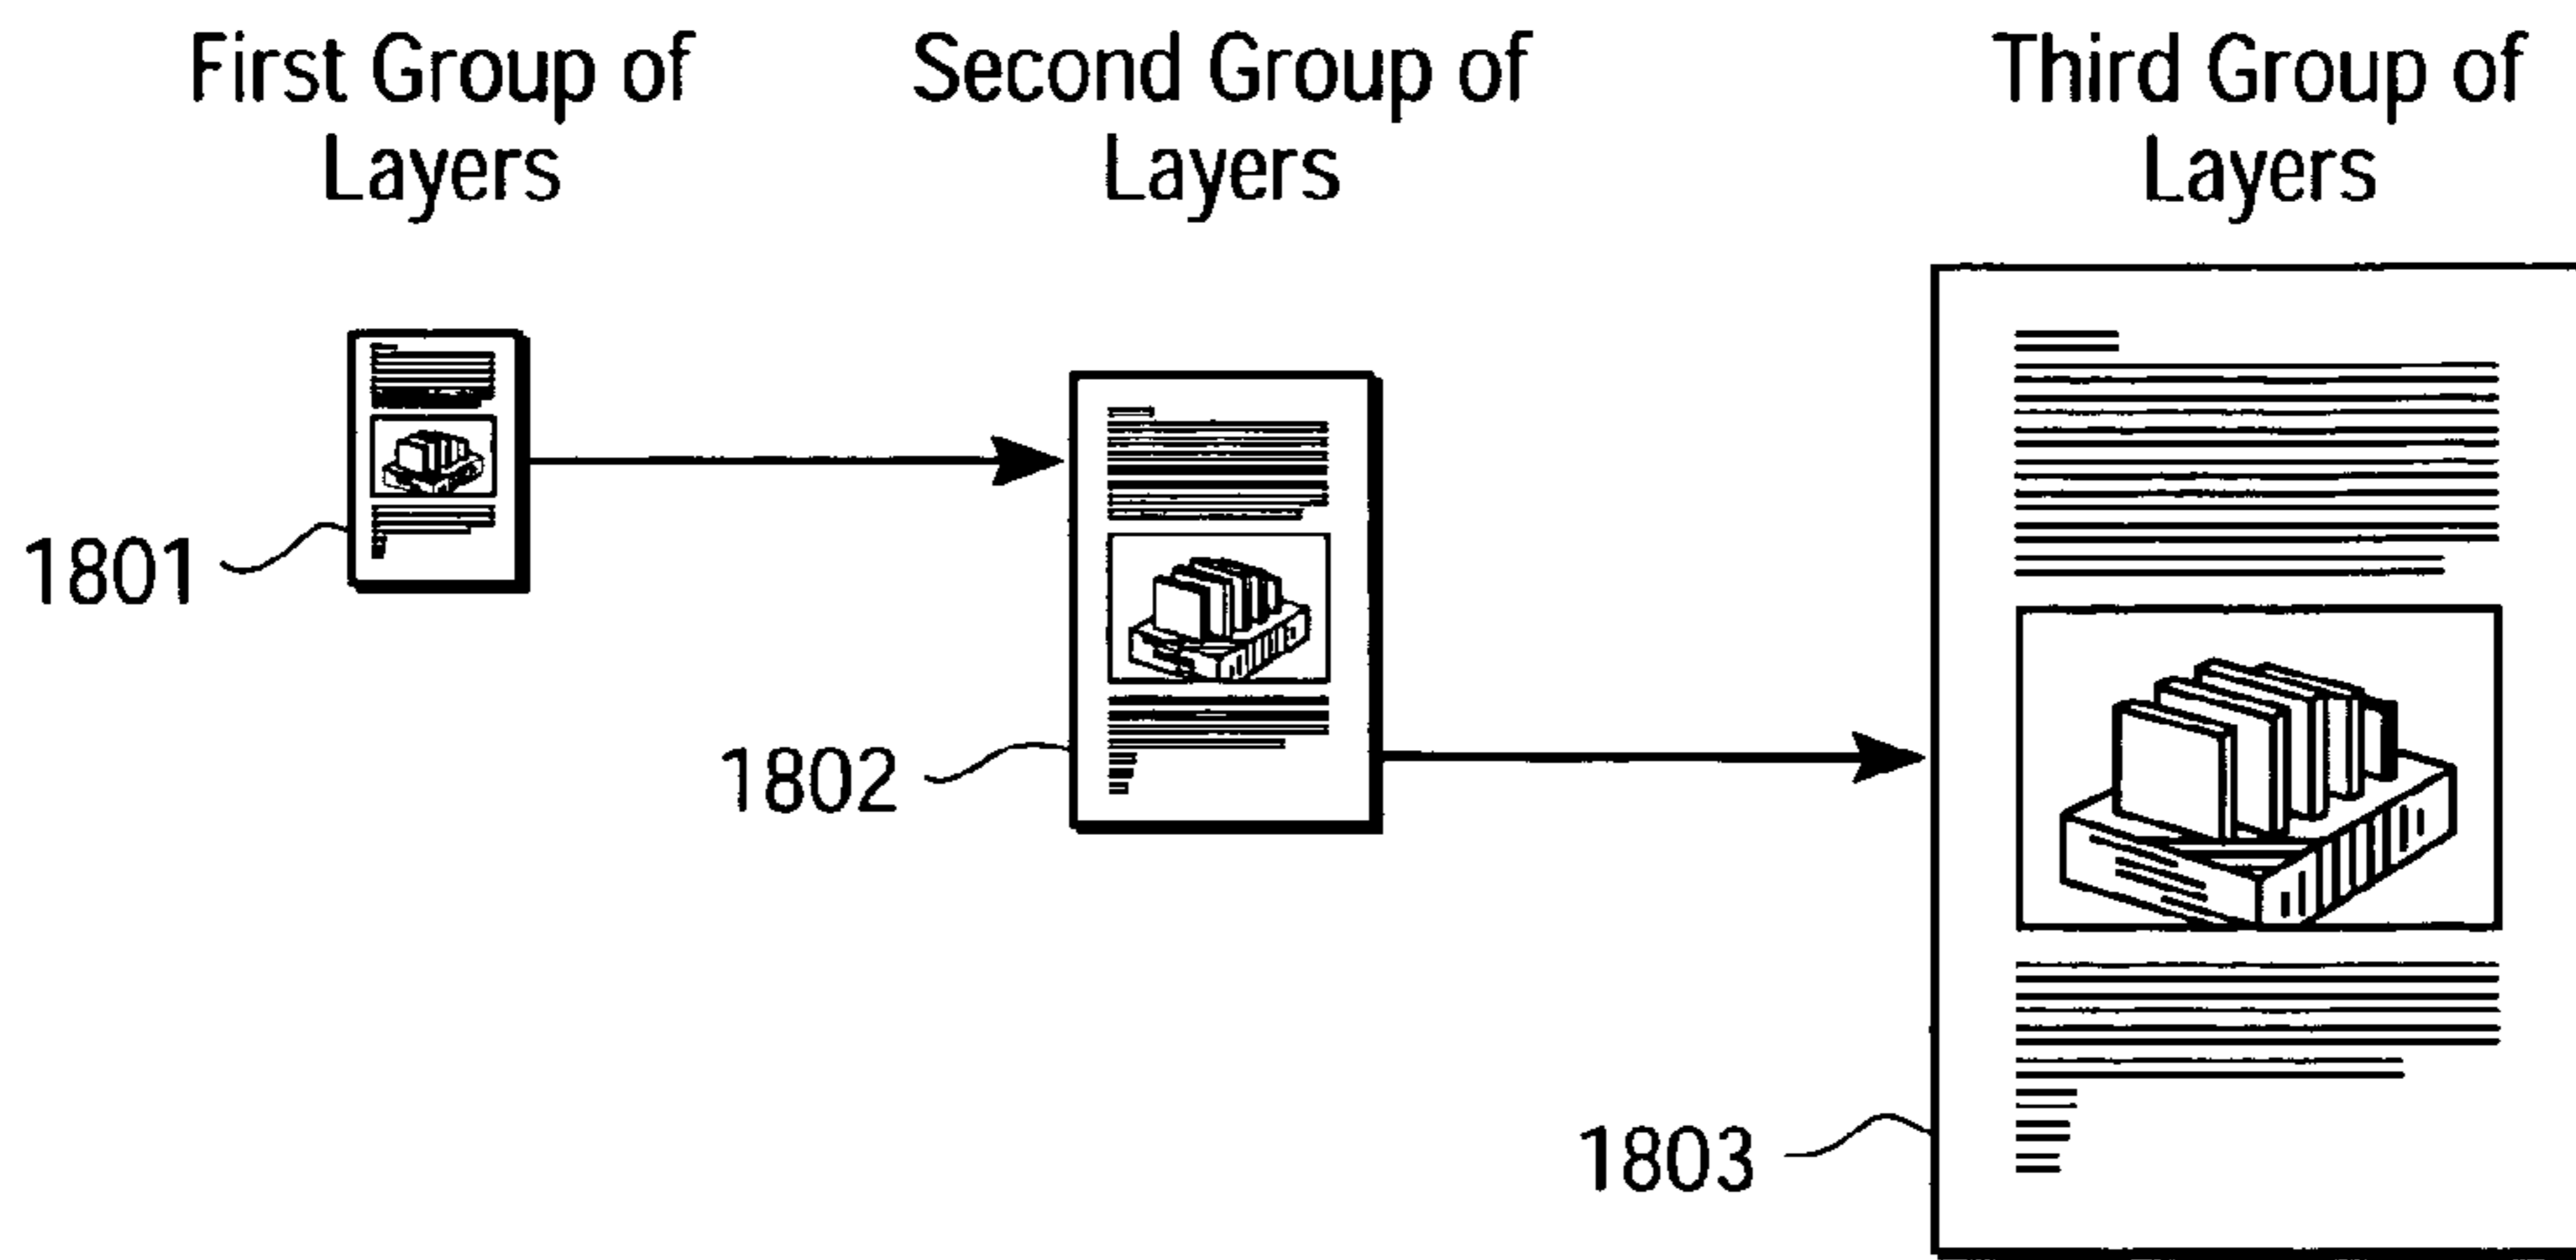 First Group of
Layers
Second Group of
Layers
Third Group of
Layers
1801
1802
1803